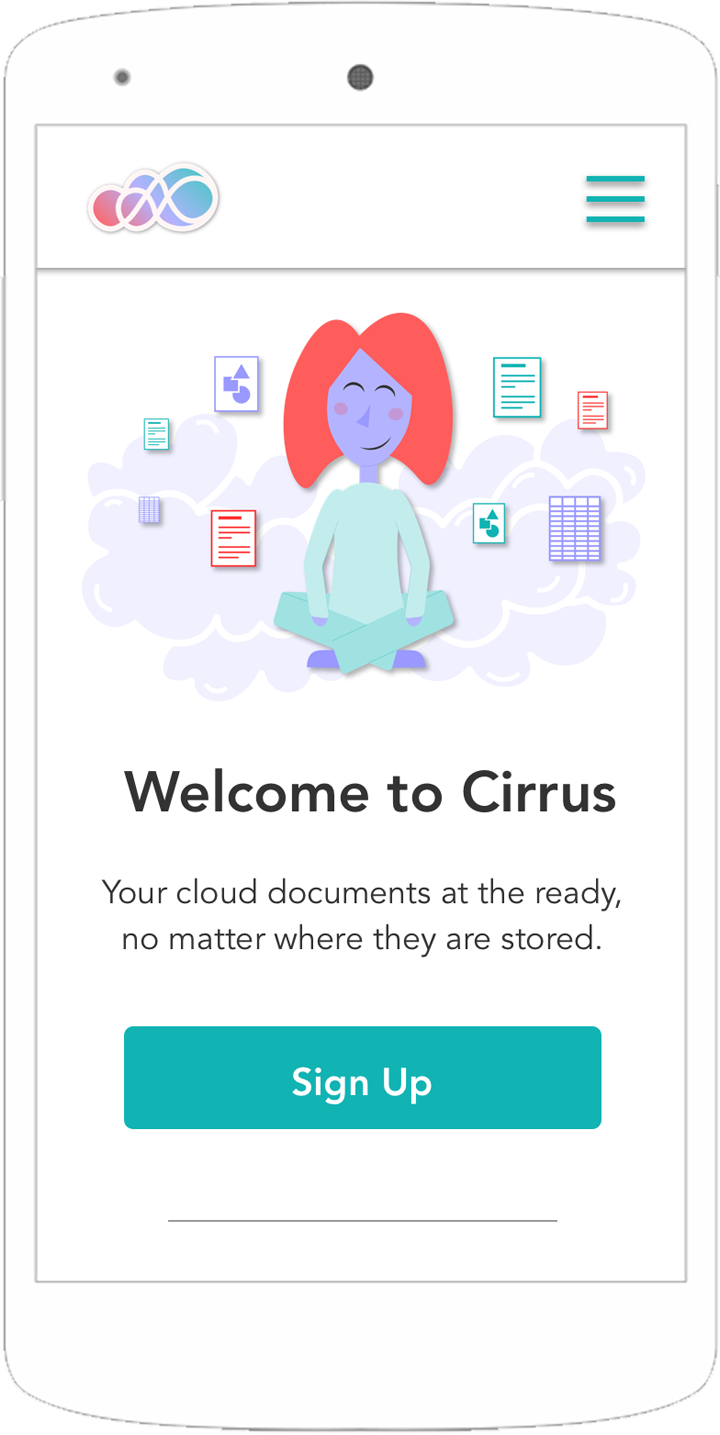 Welcome to Cirrus
Your cloud documents at the ready,
no matter where they are stored.
Sign Up